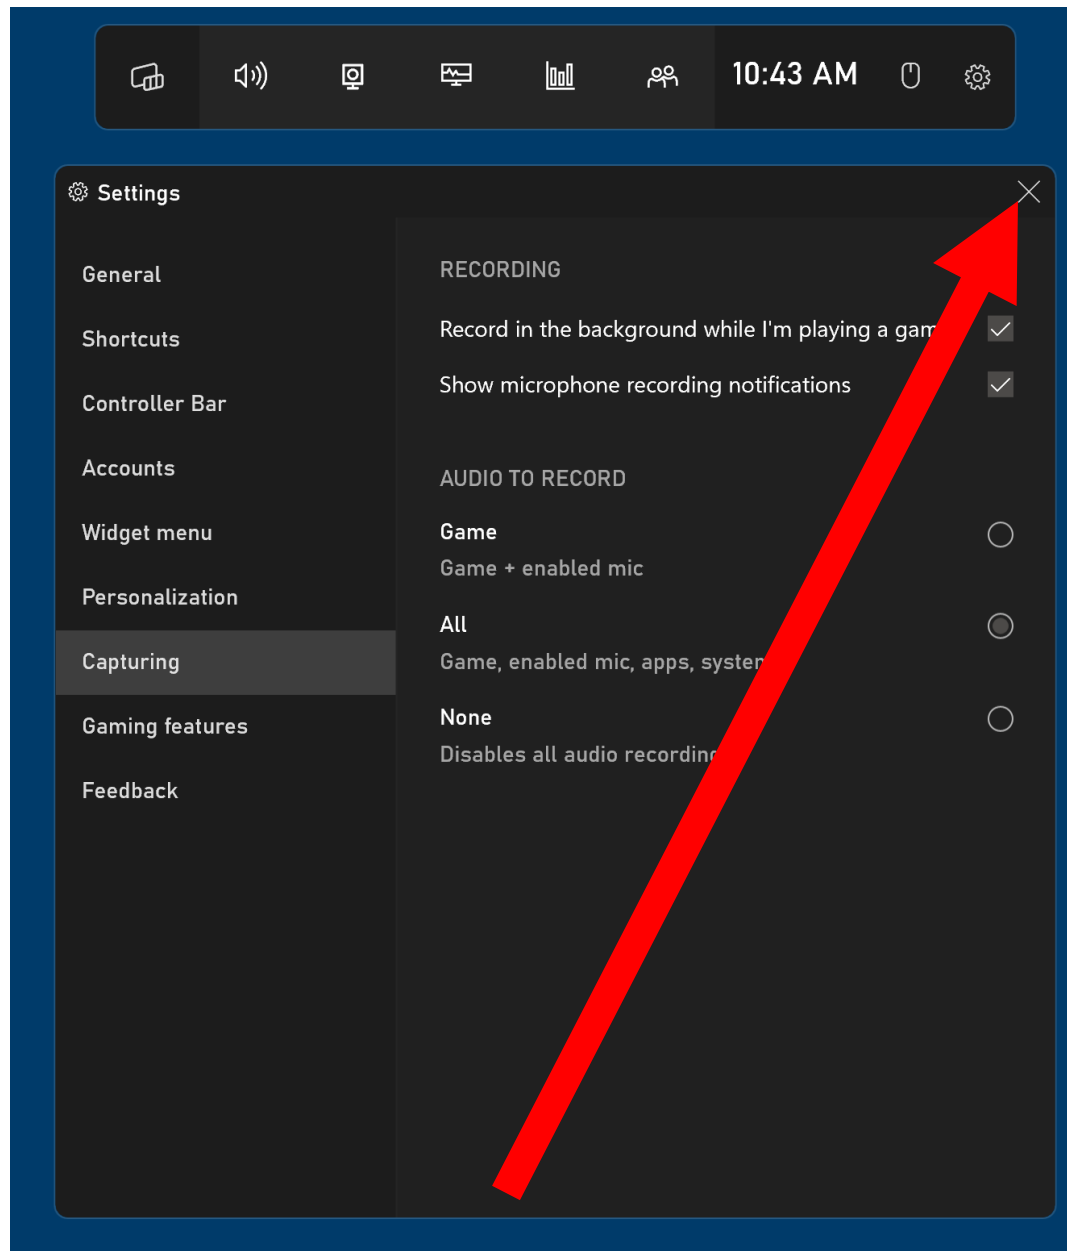 10:43 AM
Settings
General
Shortcuts
Controller Bar
Accounts
Widget menu
Personalization
Capturing
Gaming features
Feedback
RECORDING
Record in the background while I'm playing a gam
Show microphone recording notifications
AUDIO TO RECORD
Game
Game + enabled mic
All
Game, enabled mic, apps, system
None
Disables all audio recording